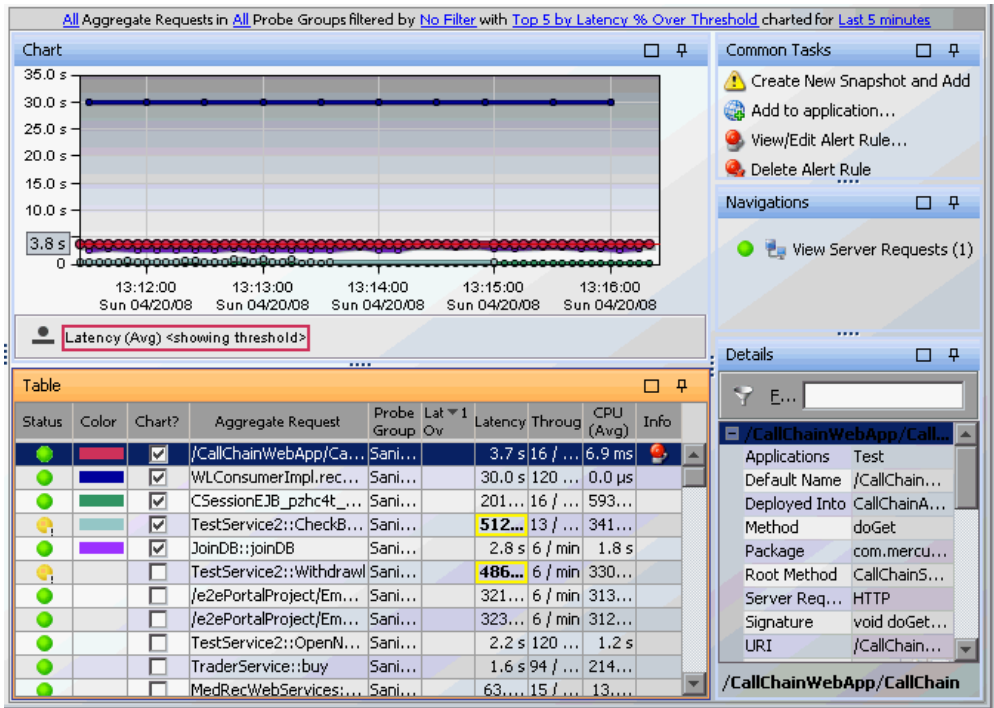 All Aggregate Requests in All Probe Groups filtered by No Filter with Top 5 by Latency % Over Threshold charted for Last 5 minutes
Chart
35.0 s
30.0 s
25.0 s
20.0 s
15.0 s
10.0 s
3.8 s
0
13:12:00 13:13:00 13:14:00 13:15:00 13:16:00
Sun 04/20/08 Sun 04/20/08 Sun 04/20/08 Sun 04/20/08 Sun 04/20/08
Latency (Avg) <showing threshold>
Table
Status Color Chart? Aggregate Request Probe Group Lat 1 Ov Latency Throug CPU (Avg) Info
/CallChainWebApp/Ca... Sani... 3.7 s 16 / ... 6.9 ms
WLConsumerImpl.rec... Sani... 30.0 s 120 ... 0.0 µs
CSessionEJB_pzhc4t_... Sani... 201... 16 / ... 593...
TestService2::CheckB... Sani... 512... 13 / ... 341...
JoinDB::joinDB Sani... 2.8 s 6 / min 1.8 s
TestService2::Withdrawl Sani... 486... 6 / min 330...
/e2ePortalProject/Em... Sani... 321... 6 / min 313...
/e2ePortalProject/Em... Sani... 323... 6 / min 312...
TestService2::OpenN... Sani... 2.2 s 120 ... 1.2 s
TraderService::buy Sani... 1.6 s 94 / ... 214...
MedRecWebServices:... Sani... 63.... 15 / ... 13....
Common Tasks
Create New Snapshot and Add
Add to application...
View/Edit Alert Rule...
Delete Alert Rule
Navigations
View Server Requests (1)
Details
F...
/CallChainWebApp/Call...
Applications Test
Default Name /CallChain...
Deployed Into CallChainA...
Method doGet
Package com.mercu...
Root Method CallChainS...
Server Req... HTTP
Signature void doGet...
URI /CallChain...
/CallChainWebApp/CallChain